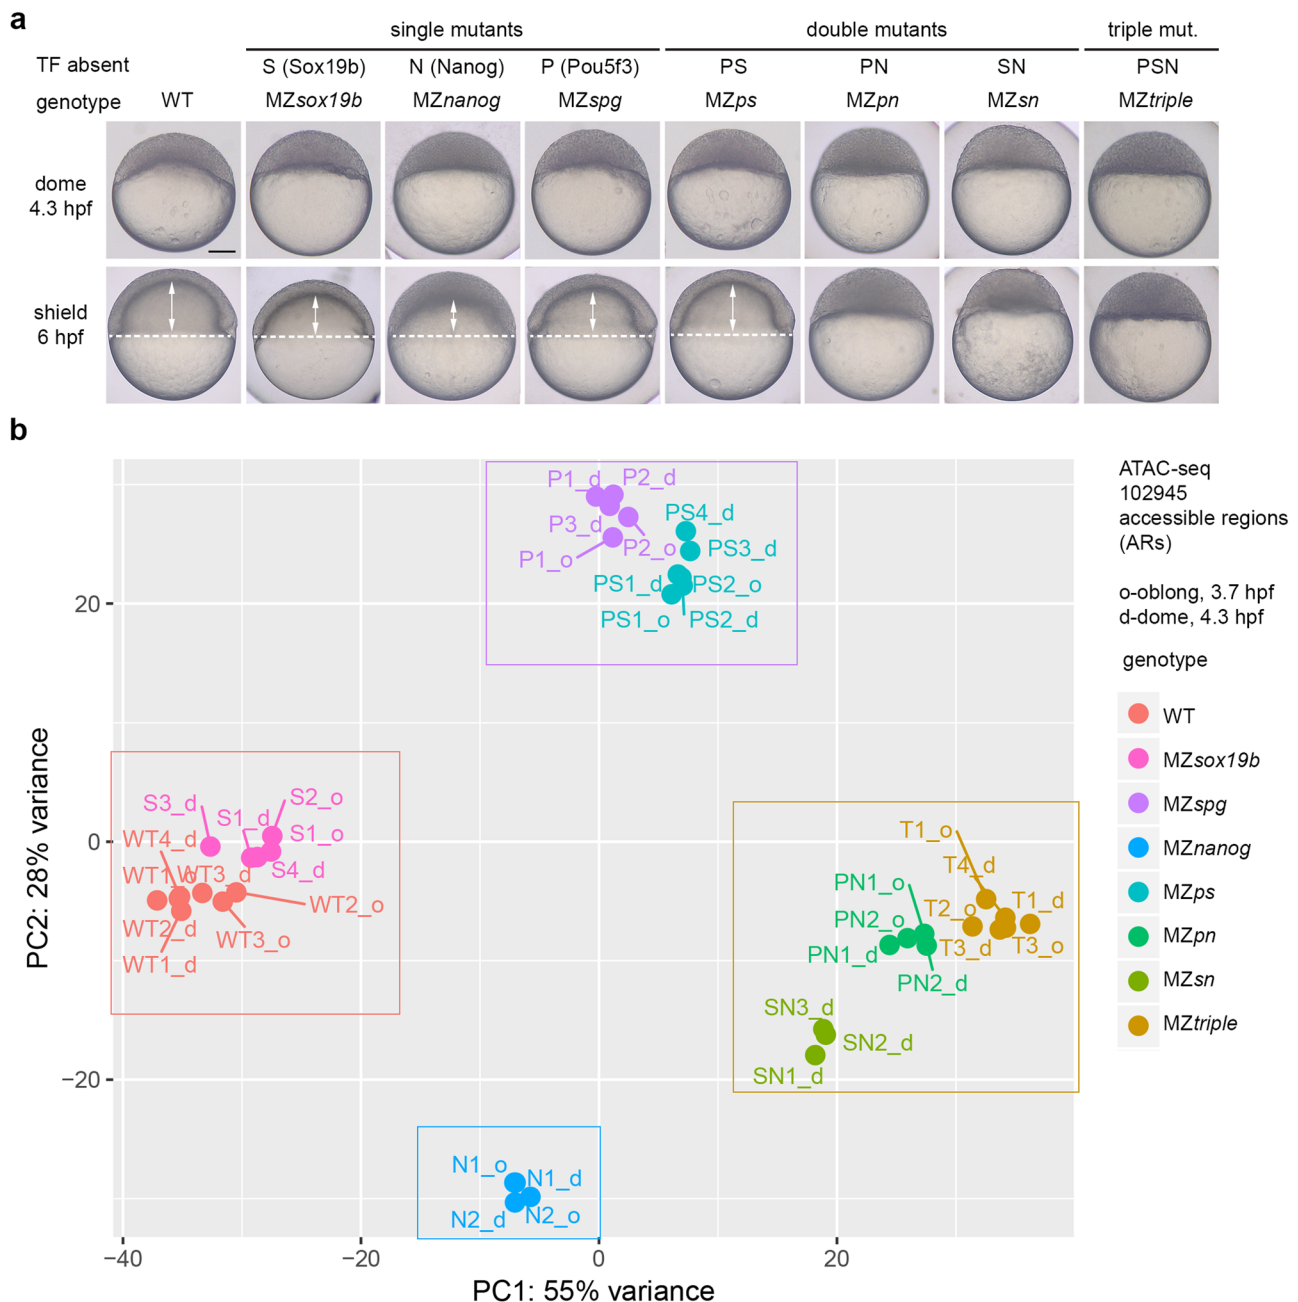 a
single mutants
double mutants
triple mut.
TF absent
S (Sox19b)
N (Nanog)
P (Pou5f3)
PS
PN
SN
PSN
genotype
WT
MZsox19b
MZnanog
MZspg
MZps
MZpn
MZsn
MZtriple
dome
4.3 hpf
shield
6 hpf
b
ATAC-seq
102945
accessible regions
(ARs)
o-oblong, 3.7 hpf
d-dome, 4.3 hpf
genotype
WT
MZsox19b
MZspg
MZnanog
MZps
MZpn
MZsn
MZtriple
P1_d
P2_d
P3_d
P2_o
P1_o
PS4_d
PS3_d
PS1_d
PS2_o
PS1_o
PS2_d
S3_d
S2_o
S1_d
S1_o
S4_d
WT4_d
WT1_o
WT3_d
WT2_o
WT2_d
WT3_o
WT1_d
T1_o
T4_d
PN1_o
T2_o
T1_d
PN2_o
PN1_d
T3_d
T3_o
PN2_d
SN3_d
SN2_d
SN1_d
N1_o
N1_d
N2_d
N2_o
20
0
−20
−40
−20
0
20
PC2: 28% variance
PC1: 55% variance